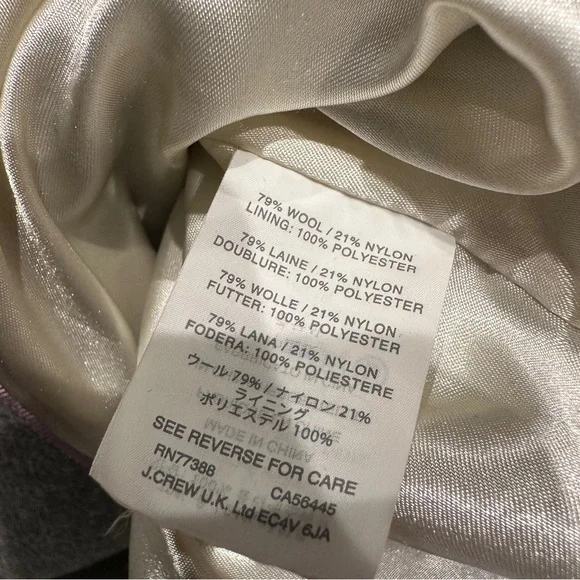 79% WOOL / 21% NYLON
LINING: 100% POLYESTER
79% LAINE / 21% NYLON
DOUBLURE: 100% POLYESTER
79% WOLLE / 21% NYLON
FUTTER: 100% POLYESTER
79% LANA / 21% NYLON
FODERA: 100% POLIESTERE
ウール 79% / ナイロン 21%
ライニング
ポリエステル 100%
SEE REVERSE FOR CARE
RN77388 CA56445
J.CREW U.K. Ltd EC4V 6JA
MADE IN CHINA